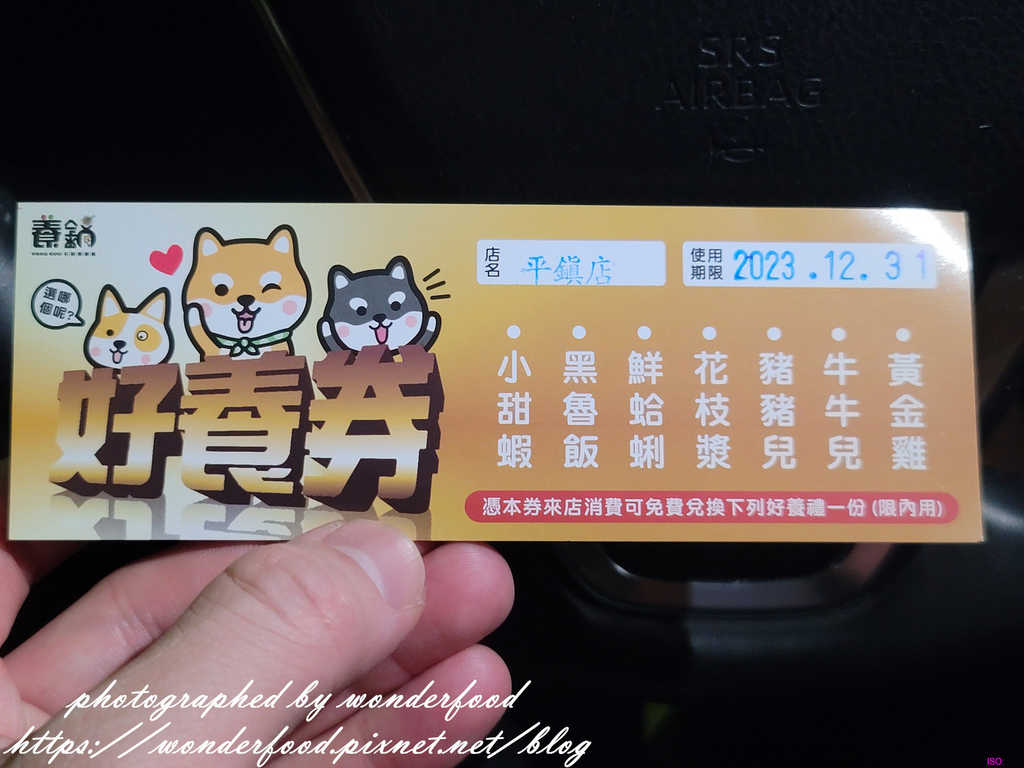 SRS
AIRBAG
養鍋
選哪
個呢?
好養券
店名
平鎮店
使用期限
2023.12.31
小甜蝦
黑魯飯
鮮蛤蜊
花枝漿
豬豬兒
牛牛兒
黃金雞
憑本券來店消費可免費兌換下列好養禮一份(限內用)
photographed by wonderfood
https://wonderfood.pixnet.net/blog
ISO